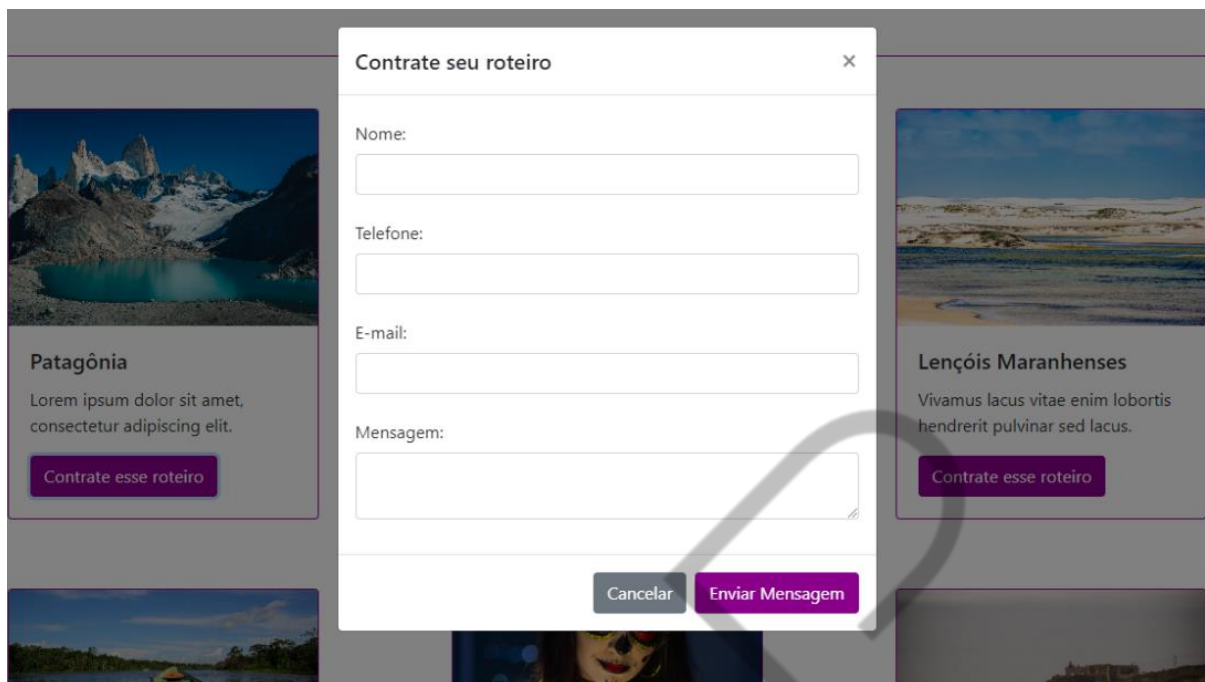 Contrate seu roteiro
×
Nome:
Telefone:
E-mail:
Mensagem:
Cancelar
Enviar Mensagem
Patagônia
Lorem ipsum dolor sit amet,
consectetur adipiscing elit.
Contrate esse roteiro
Lençóis Maranhenses
Vivamus lacus vitae enim lobortis
hendrerit pulvinar sed lacus.
Contrate esse roteiro